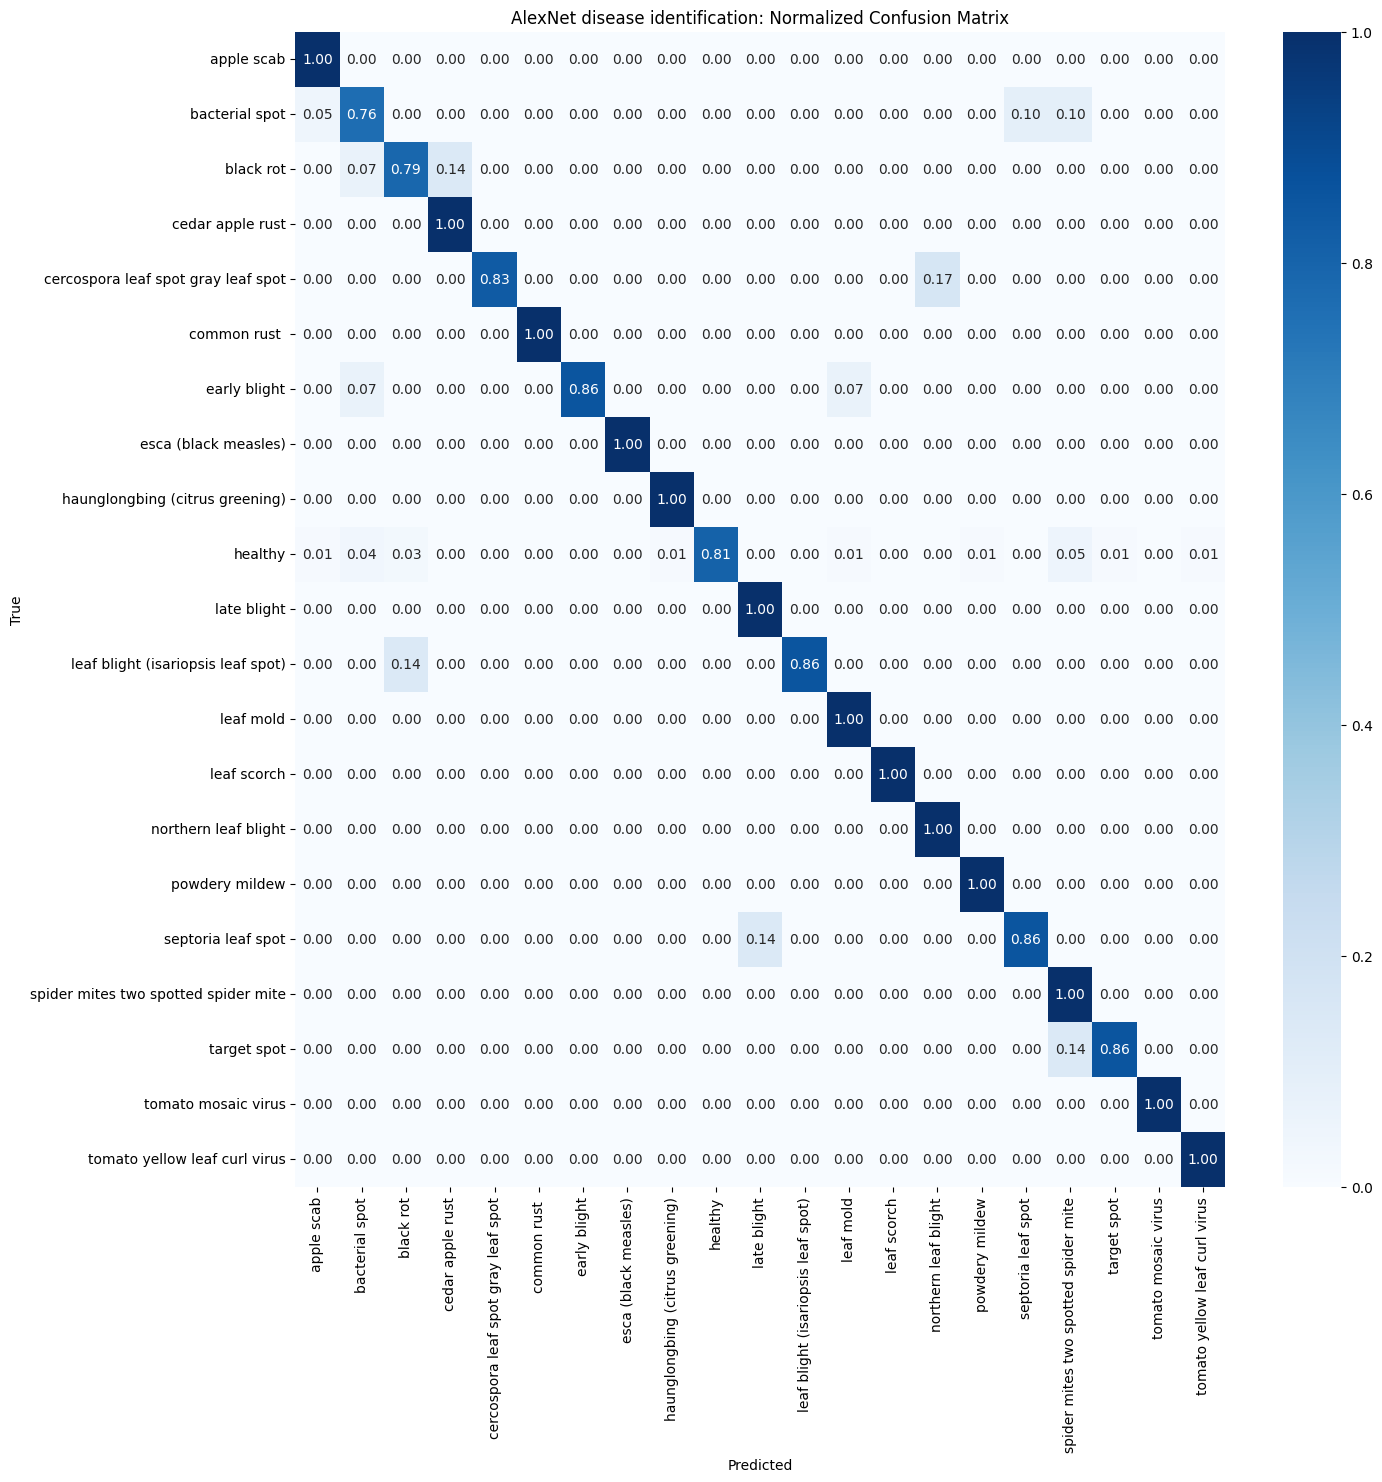 AlexNet disease identification: Normalized Confusion Matrix
apple scab 1.00 0.00 0.00 0.00 0.00 0.00 0.00 0.00 0.00 0.00 0.00 0.00 0.00 0.00 0.00 0.00 0.00 0.00 0.00 0.00 0.00
bacterial spot 0.05 0.76 0.00 0.00 0.00 0.00 0.00 0.00 0.00 0.00 0.00 0.00 0.00 0.00 0.00 0.00 0.10 0.10 0.00 0.00 0.00
black rot 0.00 0.07 0.79 0.14 0.00 0.00 0.00 0.00 0.00 0.00 0.00 0.00 0.00 0.00 0.00 0.00 0.00 0.00 0.00 0.00 0.00
cedar apple rust 0.00 0.00 0.00 1.00 0.00 0.00 0.00 0.00 0.00 0.00 0.00 0.00 0.00 0.00 0.00 0.00 0.00 0.00 0.00 0.00 0.00
cercospora leaf spot gray leaf spot 0.00 0.00 0.00 0.00 0.83 0.00 0.00 0.00 0.00 0.00 0.00 0.00 0.00 0.00 0.17 0.00 0.00 0.00 0.00 0.00 0.00
common rust 0.00 0.00 0.00 0.00 0.00 1.00 0.00 0.00 0.00 0.00 0.00 0.00 0.00 0.00 0.00 0.00 0.00 0.00 0.00 0.00 0.00
early blight 0.00 0.07 0.00 0.00 0.00 0.00 0.86 0.00 0.00 0.00 0.00 0.00 0.07 0.00 0.00 0.00 0.00 0.00 0.00 0.00 0.00
esca (black measles) 0.00 0.00 0.00 0.00 0.00 0.00 0.00 1.00 0.00 0.00 0.00 0.00 0.00 0.00 0.00 0.00 0.00 0.00 0.00 0.00 0.00
haunglongbing (citrus greening) 0.00 0.00 0.00 0.00 0.00 0.00 0.00 0.00 1.00 0.00 0.00 0.00 0.00 0.00 0.00 0.00 0.00 0.00 0.00 0.00 0.00
healthy 0.01 0.04 0.03 0.00 0.00 0.00 0.00 0.00 0.01 0.81 0.00 0.00 0.01 0.00 0.00 0.01 0.00 0.05 0.01 0.00 0.01
late blight 0.00 0.00 0.00 0.00 0.00 0.00 0.00 0.00 0.00 0.00 1.00 0.00 0.00 0.00 0.00 0.00 0.00 0.00 0.00 0.00 0.00
leaf blight (isariopsis leaf spot) 0.00 0.00 0.14 0.00 0.00 0.00 0.00 0.00 0.00 0.00 0.00 0.86 0.00 0.00 0.00 0.00 0.00 0.00 0.00 0.00 0.00
leaf mold 0.00 0.00 0.00 0.00 0.00 0.00 0.00 0.00 0.00 0.00 0.00 0.00 1.00 0.00 0.00 0.00 0.00 0.00 0.00 0.00 0.00
leaf scorch 0.00 0.00 0.00 0.00 0.00 0.00 0.00 0.00 0.00 0.00 0.00 0.00 0.00 1.00 0.00 0.00 0.00 0.00 0.00 0.00 0.00
northern leaf blight 0.00 0.00 0.00 0.00 0.00 0.00 0.00 0.00 0.00 0.00 0.00 0.00 0.00 0.00 1.00 0.00 0.00 0.00 0.00 0.00 0.00
powdery mildew 0.00 0.00 0.00 0.00 0.00 0.00 0.00 0.00 0.00 0.00 0.00 0.00 0.00 0.00 0.00 1.00 0.00 0.00 0.00 0.00 0.00
septoria leaf spot 0.00 0.00 0.00 0.00 0.00 0.00 0.00 0.00 0.00 0.00 0.14 0.00 0.00 0.00 0.00 0.00 0.86 0.00 0.00 0.00 0.00
spider mites two spotted spider mite 0.00 0.00 0.00 0.00 0.00 0.00 0.00 0.00 0.00 0.00 0.00 0.00 0.00 0.00 0.00 0.00 0.00 1.00 0.00 0.00 0.00
target spot 0.00 0.00 0.00 0.00 0.00 0.00 0.00 0.00 0.00 0.00 0.00 0.00 0.00 0.00 0.00 0.00 0.00 0.14 0.86 0.00 0.00
tomato mosaic virus 0.00 0.00 0.00 0.00 0.00 0.00 0.00 0.00 0.00 0.00 0.00 0.00 0.00 0.00 0.00 0.00 0.00 0.00 0.00 1.00 0.00
tomato yellow leaf curl virus 0.00 0.00 0.00 0.00 0.00 0.00 0.00 0.00 0.00 0.00 0.00 0.00 0.00 0.00 0.00 0.00 0.00 0.00 0.00 0.00 1.00
True
apple scab
bacterial spot
black rot
cedar apple rust
cercospora leaf spot gray leaf spot
common rust
early blight
esca (black measles)
haunglongbing (citrus greening)
healthy
late blight
leaf blight (isariopsis leaf spot)
leaf mold
leaf scorch
northern leaf blight
powdery mildew
septoria leaf spot
spider mites two spotted spider mite
target spot
tomato mosaic virus
tomato yellow leaf curl virus
Predicted
1.0
0.8
0.6
0.4
0.2
0.0